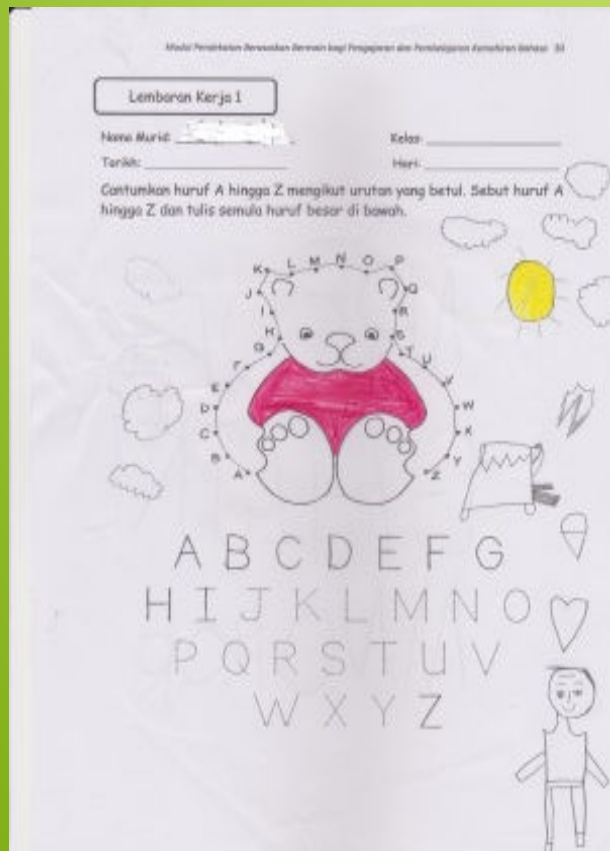 Modul Pendekatan Berasaskan Bermain bagi Pengajaran dan Pembelajaran Kemahiran Bahasa
Lembaran Kerja 1
Nama Murid:
Kelas:
Tarikh:
Hari:
Cantumkan huruf A hingga Z mengikut urutan yang betul. Sebut huruf A
hingga Z dan tulis semula huruf besar di bawah.
K L M N O P
J Q
I R
H S
G T U
F V
E
D W
C X
B Y
A Z
A B C D E F G
H I J K L M N O
P Q R S T U V
W X Y Z